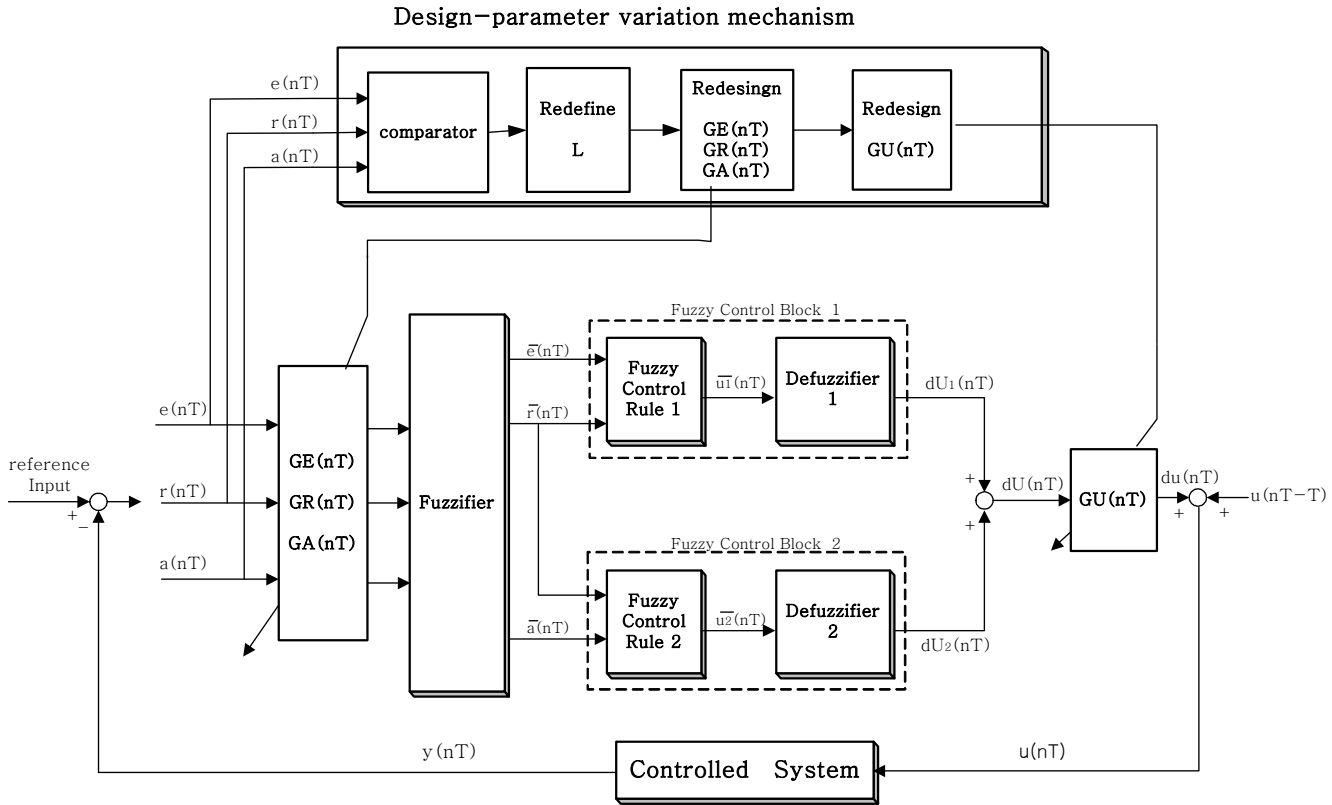 Design-parameter variation mechanism
e(nT)
r(nT)
a(nT)
comparator
Redefine
L
Redesingn
GE(nT)
GR(nT)
GA(nT)
Redesign
GU(nT)
e(nT)
reference
Input
+
−
r(nT)
a(nT)
GE(nT)
GR(nT)
GA(nT)
Fuzzifier
e̅(nT)
r̅(nT)
a̅(nT)
Fuzzy Control Block 1
Fuzzy
Control
Rule 1
u̅1̅(nT)
Defuzzifier
1
dU₁(nT)
Fuzzy Control Block 2
Fuzzy
Control
Rule 2
u̅2̅(nT)
Defuzzifier
2
dU₂(nT)
+
+
dU(nT)
GU(nT)
du(nT)
+
+
u(nT-T)
y(nT)
Controlled System
u(nT)